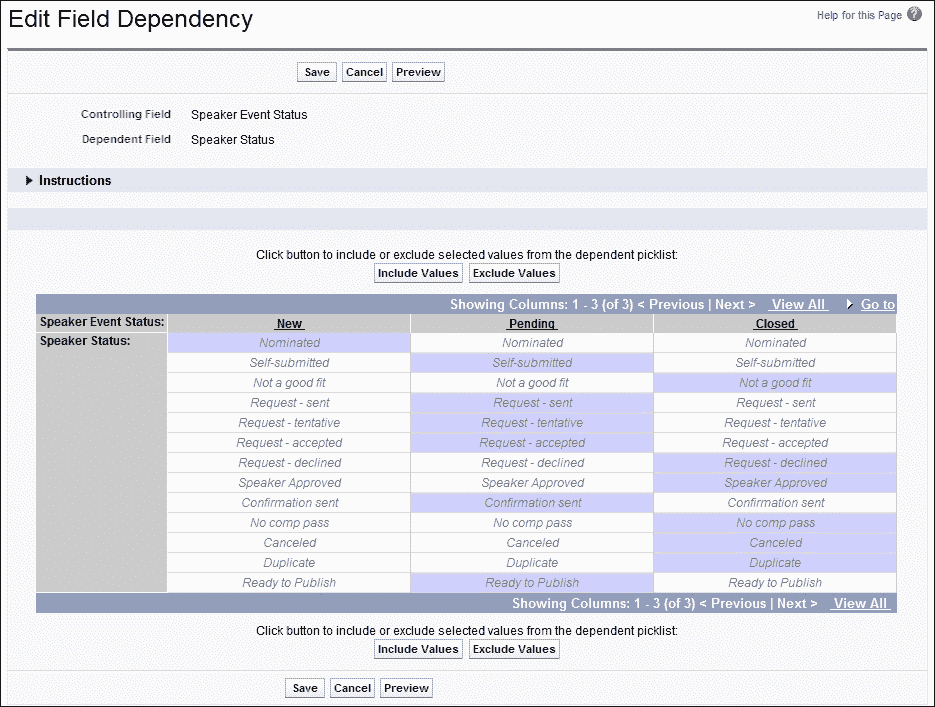 Edit Field Dependency
Help for this Page ?
Save Cancel Preview
Controlling Field Speaker Event Status
Dependent Field Speaker Status
Instructions
Click button to include or exclude selected values from the dependent picklist:
Include Values Exclude Values
Showing Columns: 1 - 3 (of 3) < Previous | Next > View All Go to
Speaker Event Status: New Pending Closed
Speaker Status: Nominated Nominated Nominated
Self-submitted Self-submitted Self-submitted
Not a good fit Not a good fit Not a good fit
Request - sent Request - sent Request - sent
Request - tentative Request - tentative Request - tentative
Request - accepted Request - accepted Request - accepted
Request - declined Request - declined Request - declined
Speaker Approved Speaker Approved Speaker Approved
Confirmation sent Confirmation sent Confirmation sent
No comp pass No comp pass No comp pass
Canceled Canceled Canceled
Duplicate Duplicate Duplicate
Ready to Publish Ready to Publish Ready to Publish
Showing Columns: 1 - 3 (of 3) < Previous | Next > View All
Click button to include or exclude selected values from the dependent picklist:
Include Values Exclude Values
Save Cancel Preview